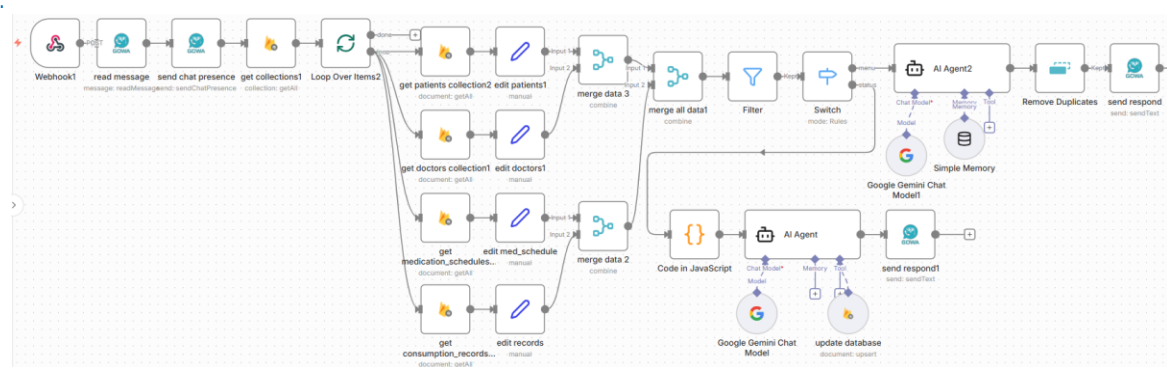 Webhook1
POST
GOWA
read message
message: readMessage
GOWA
send chat presence
send: sendChatPresence
get collections1
collection: getAll
Loop Over Items2
done
get patients collection2
document: getAll
edit patients1
manual
get doctors collection1
document: getAll
edit doctors1
manual
get
medication_schedules...
document: getAll
edit med_schedule
manual
get
consumption_records...
document: getAll
edit records
manual
Input 1
Input 2
merge data 3
combine
Input 1
Input 2
merge data 2
combine
Input 1
Input 2
merge all data1
combine
Filter
Kept
Switch
mode: Rules
menu
status
AI Agent2
Chat Model*
Memory
Tool
Model
Memory
Google Gemini Chat
Model1
Simple Memory
Remove Duplicates
Kept
GOWA
send respond
send: sendText
Code in JavaScript
AI Agent
Chat Model*
Memory
Tool
Model
Google Gemini Chat
Model
update database
document: upsert
GOWA
send respond1
send: sendText